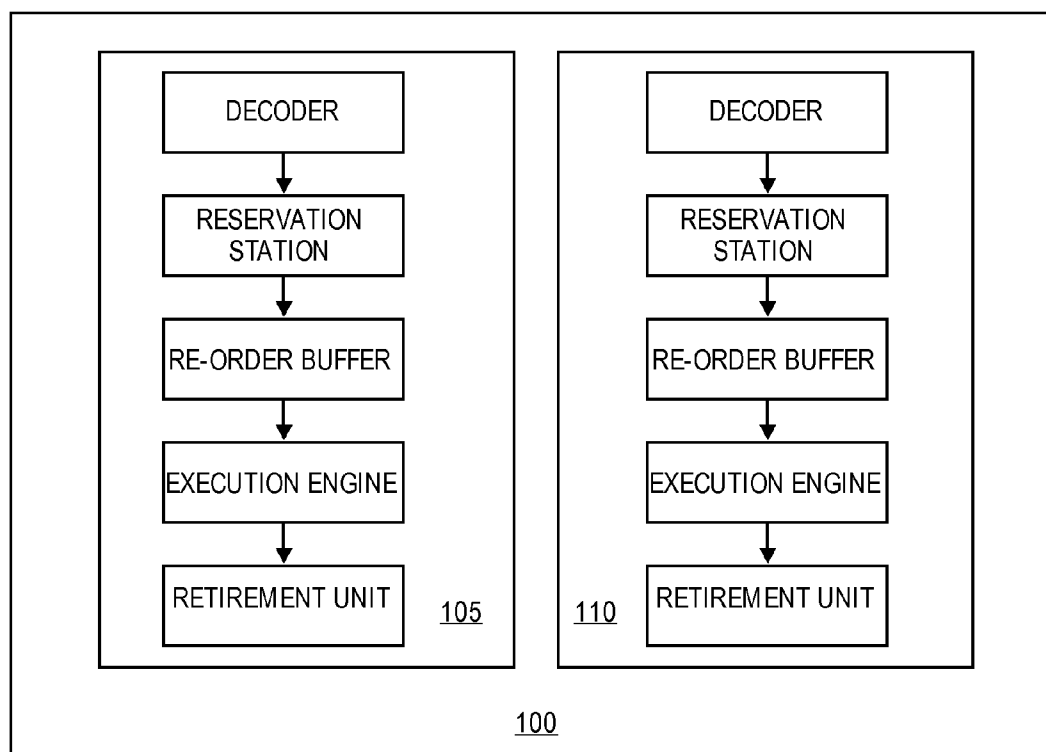 DECODER
RESERVATION
STATION
RE-ORDER BUFFER
EXECUTION ENGINE
RETIREMENT UNIT
105
DECODER
RESERVATION
STATION
RE-ORDER BUFFER
EXECUTION ENGINE
RETIREMENT UNIT
110
100